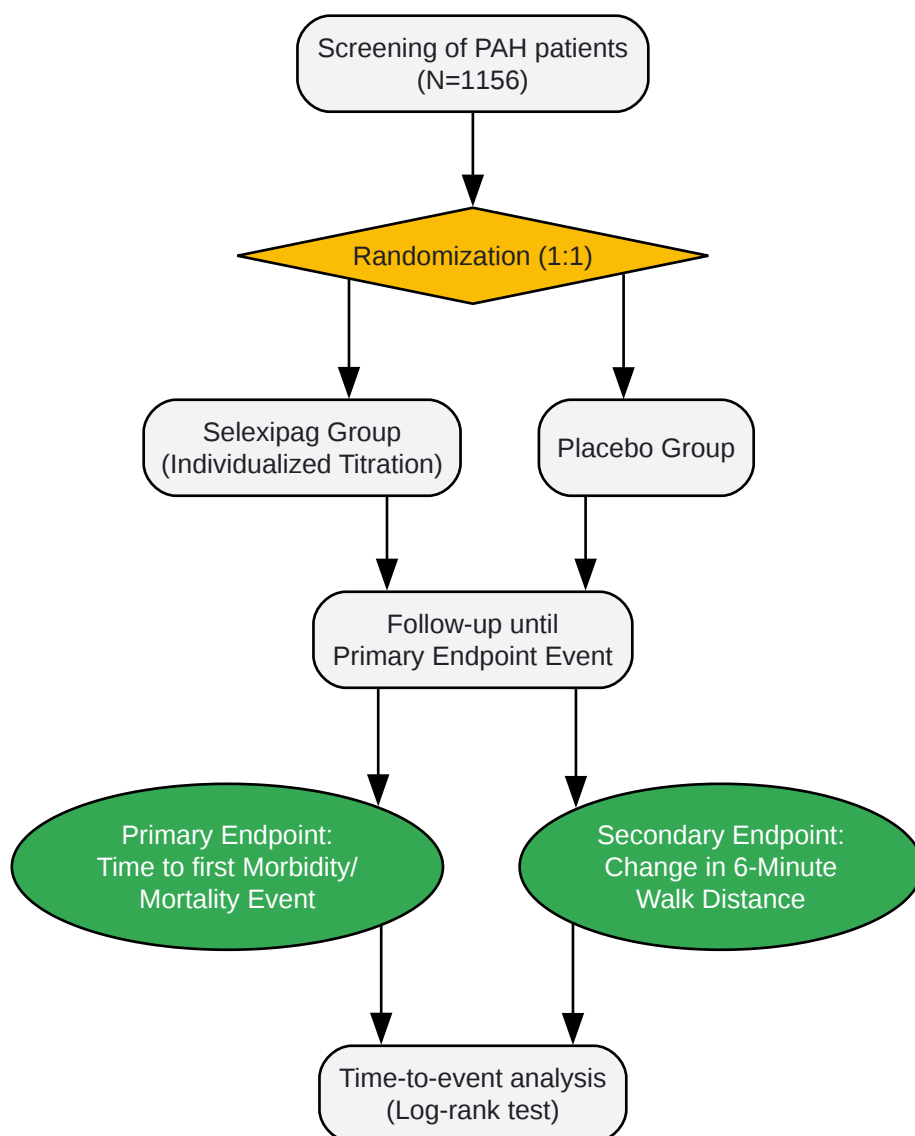 Screening of PAH patients
(N=1156)
Randomization (1:1)
Selexipag Group
(Individualized Titration)
Placebo Group
Follow-up until
Primary Endpoint Event
Primary Endpoint:
Time to first Morbidity/
Mortality Event
Secondary Endpoint:
Change in 6-Minute
Walk Distance
Time-to-event analysis
(Log-rank test)